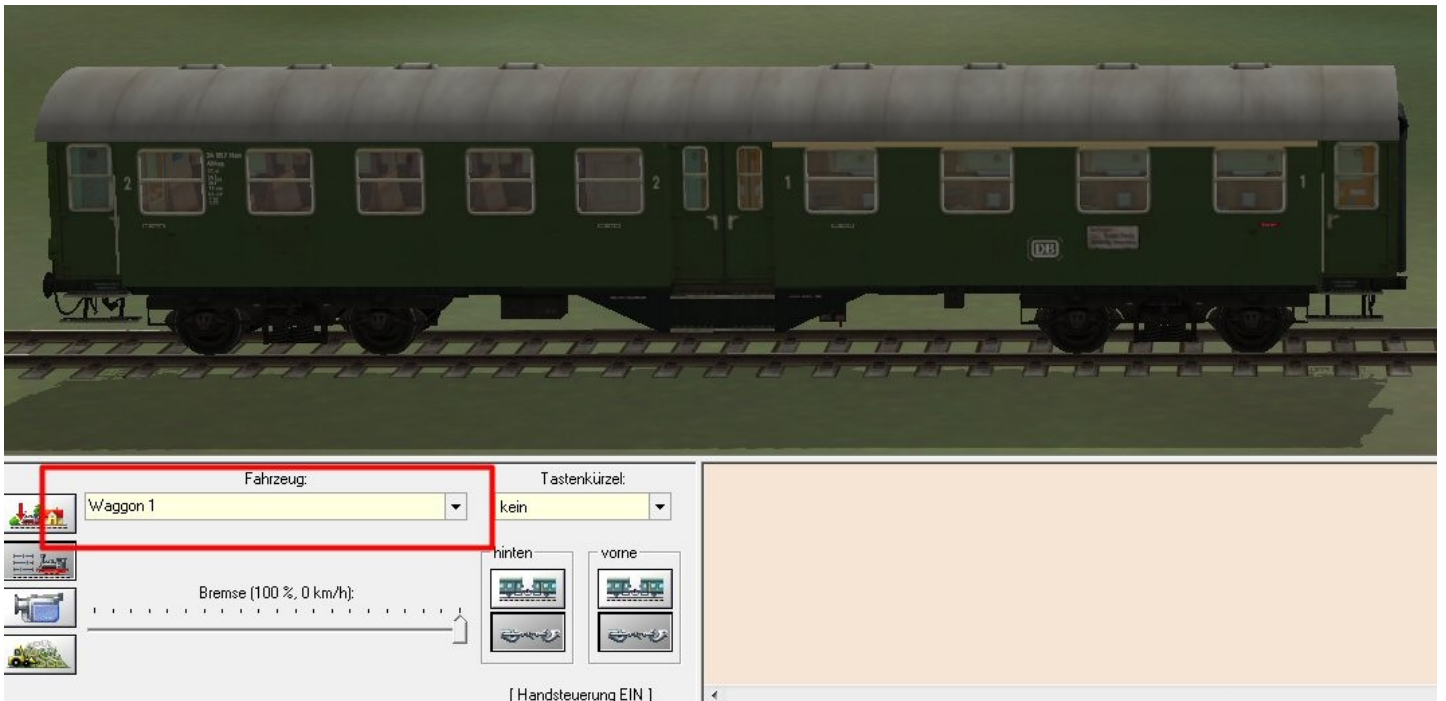 2
2
1
1
DB
Fahrzeug:
Waggon 1
Tastenkürzel:
kein
hinten
vorne
Bremse (100 %, 0 km/h):
[ Handsteuerung EIN ]